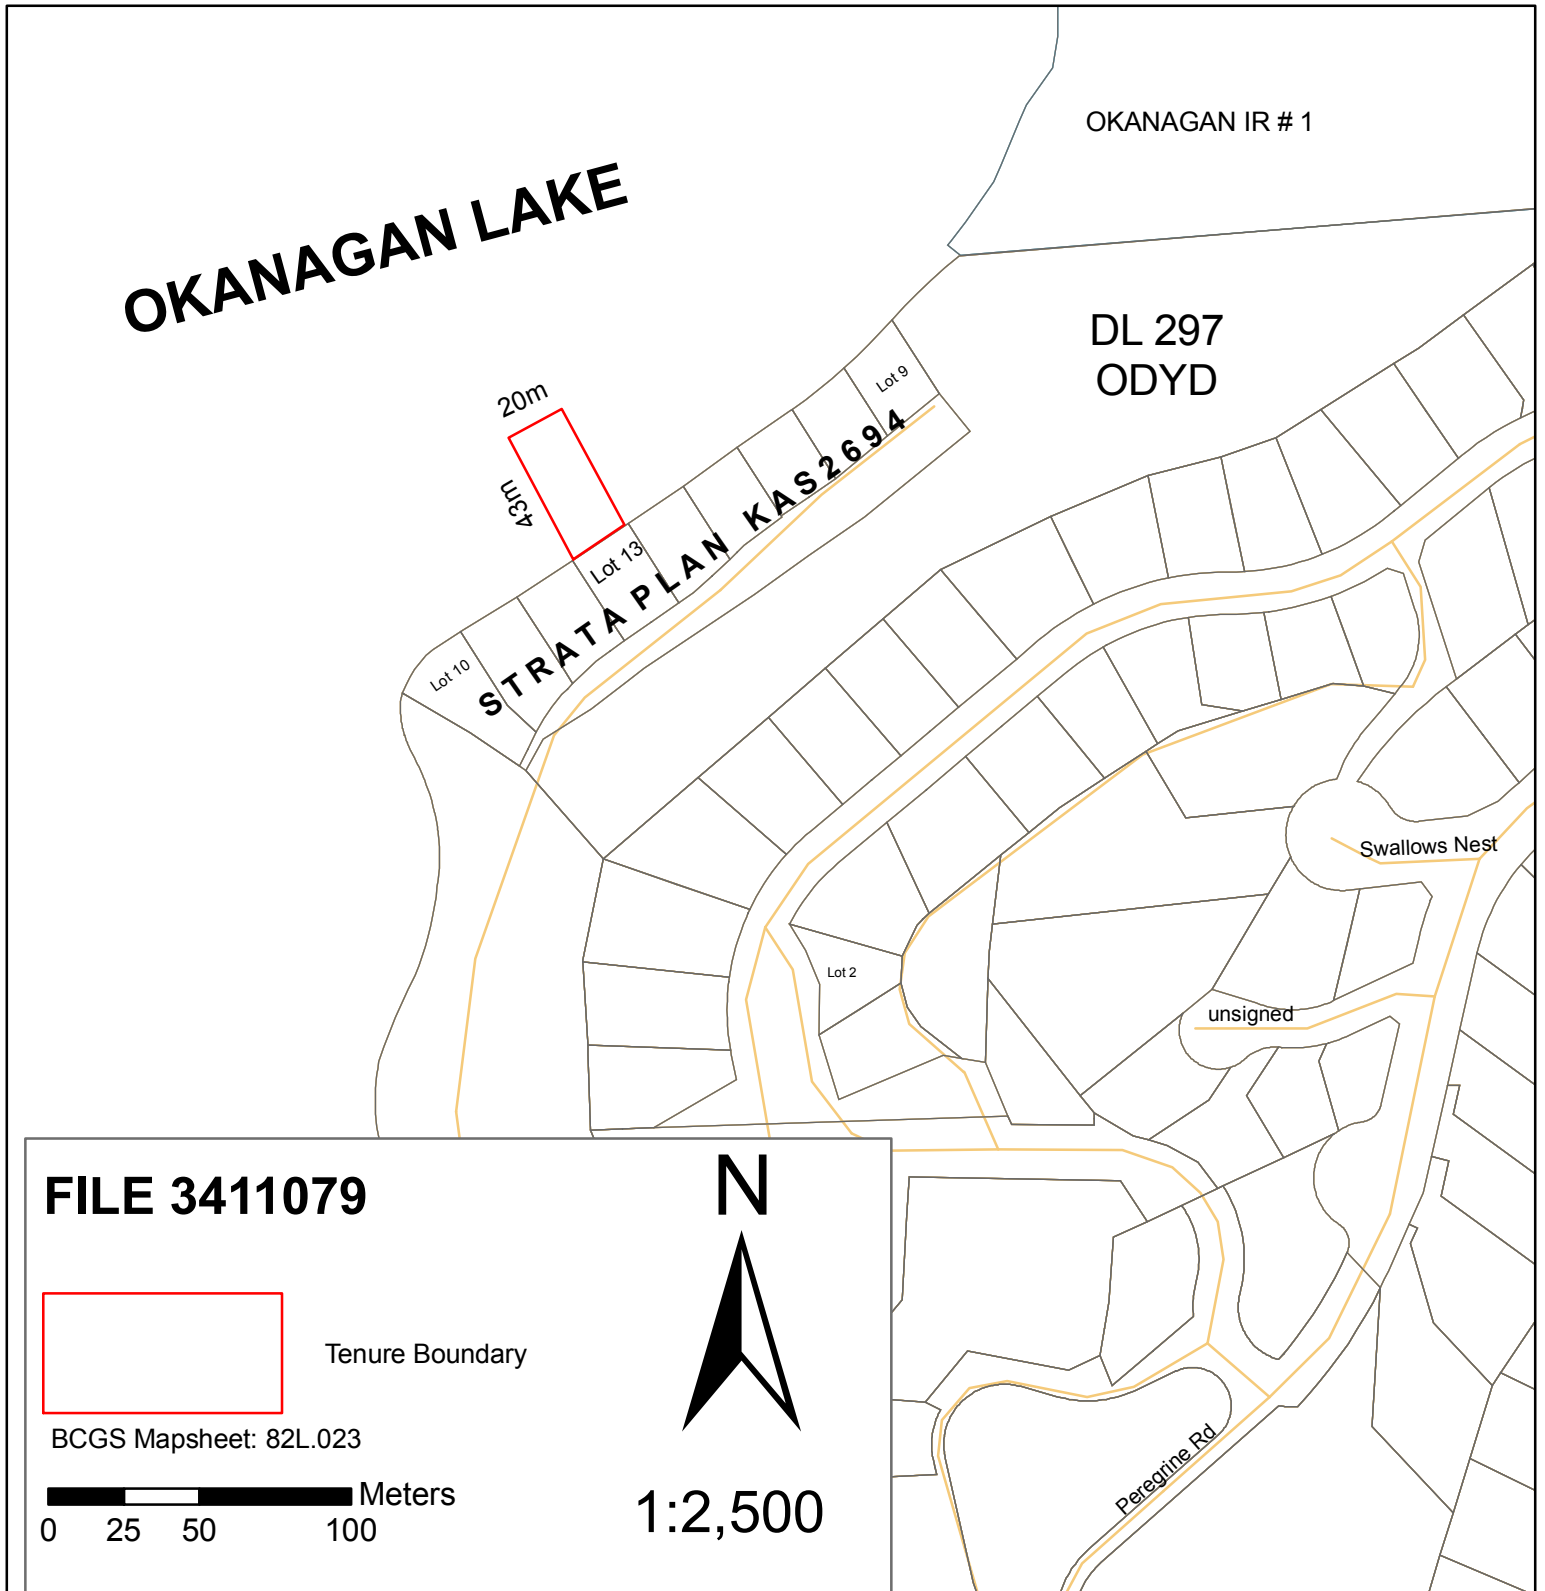 OKANAGAN IR # 1
OKANAGAN LAKE
DL 297
ODYD
Lot 9
20m
43m
Lot 13
STRATA PLAN KAS2694
Lot 10
Swallows Nest
Lot 2
unsigned
FILE 3411079
N
Tenure Boundary
BCGS Mapsheet: 82L.023
Meters
0 25 50 100
1:2,500
Peregrine Rd